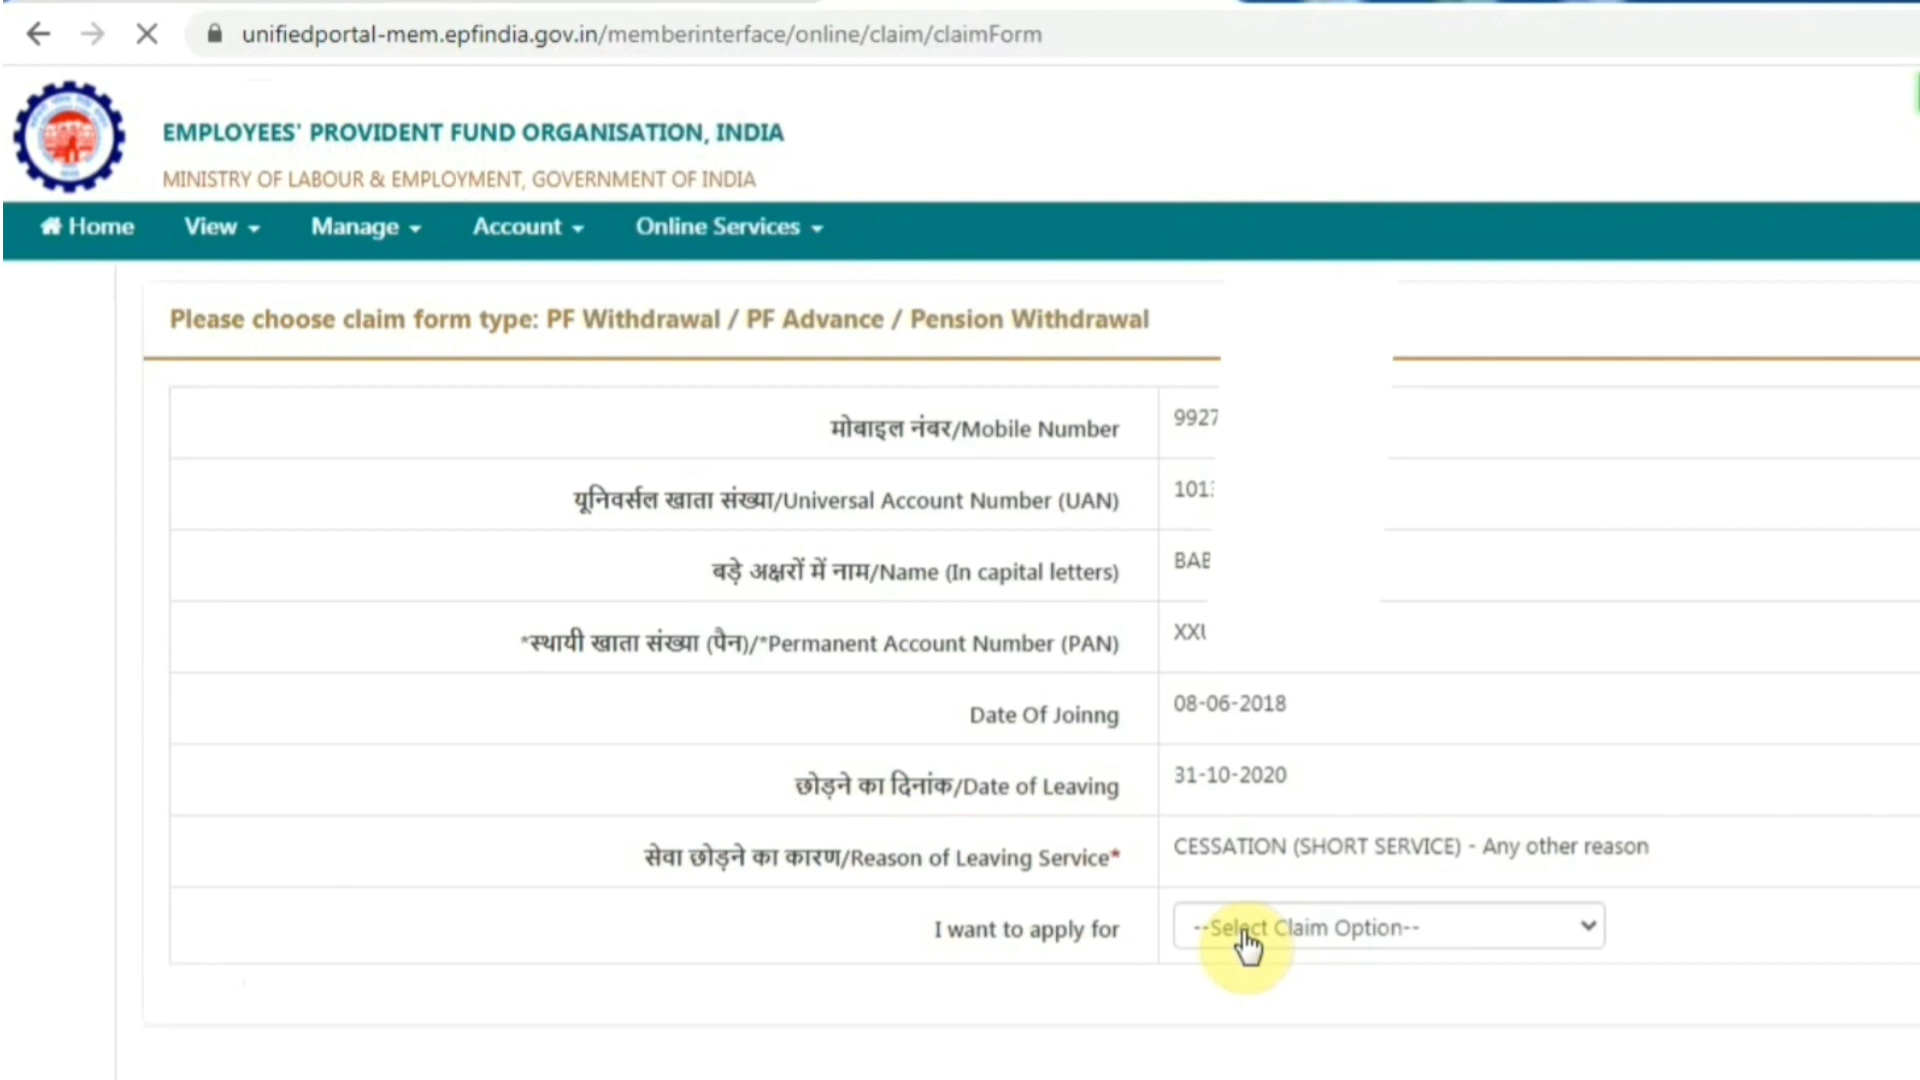 unifiedportal-mem.epfindia.gov.in/memberinterface/online/claim/claimForm
EMPLOYEES' PROVIDENT FUND ORGANISATION, INDIA
MINISTRY OF LABOUR & EMPLOYMENT, GOVERNMENT OF INDIA
Home View Manage Account Online Services
Please choose claim form type: PF Withdrawal / PF Advance / Pension Withdrawal
मोबाइल नंबर/Mobile Number 9927
यूनिवर्सल खाता संख्या/Universal Account Number (UAN) 101
बड़े अक्षरों में नाम/Name (In capital letters) BAB
*स्थायी खाता संख्या (पैन)/*Permanent Account Number (PAN) XXU
Date Of Joinng 08-06-2018
छोड़ने का दिनांक/Date of Leaving 31-10-2020
सेवा छोड़ने का कारण/Reason of Leaving Service* CESSATION (SHORT SERVICE) - Any other reason
I want to apply for --Select Claim Option--